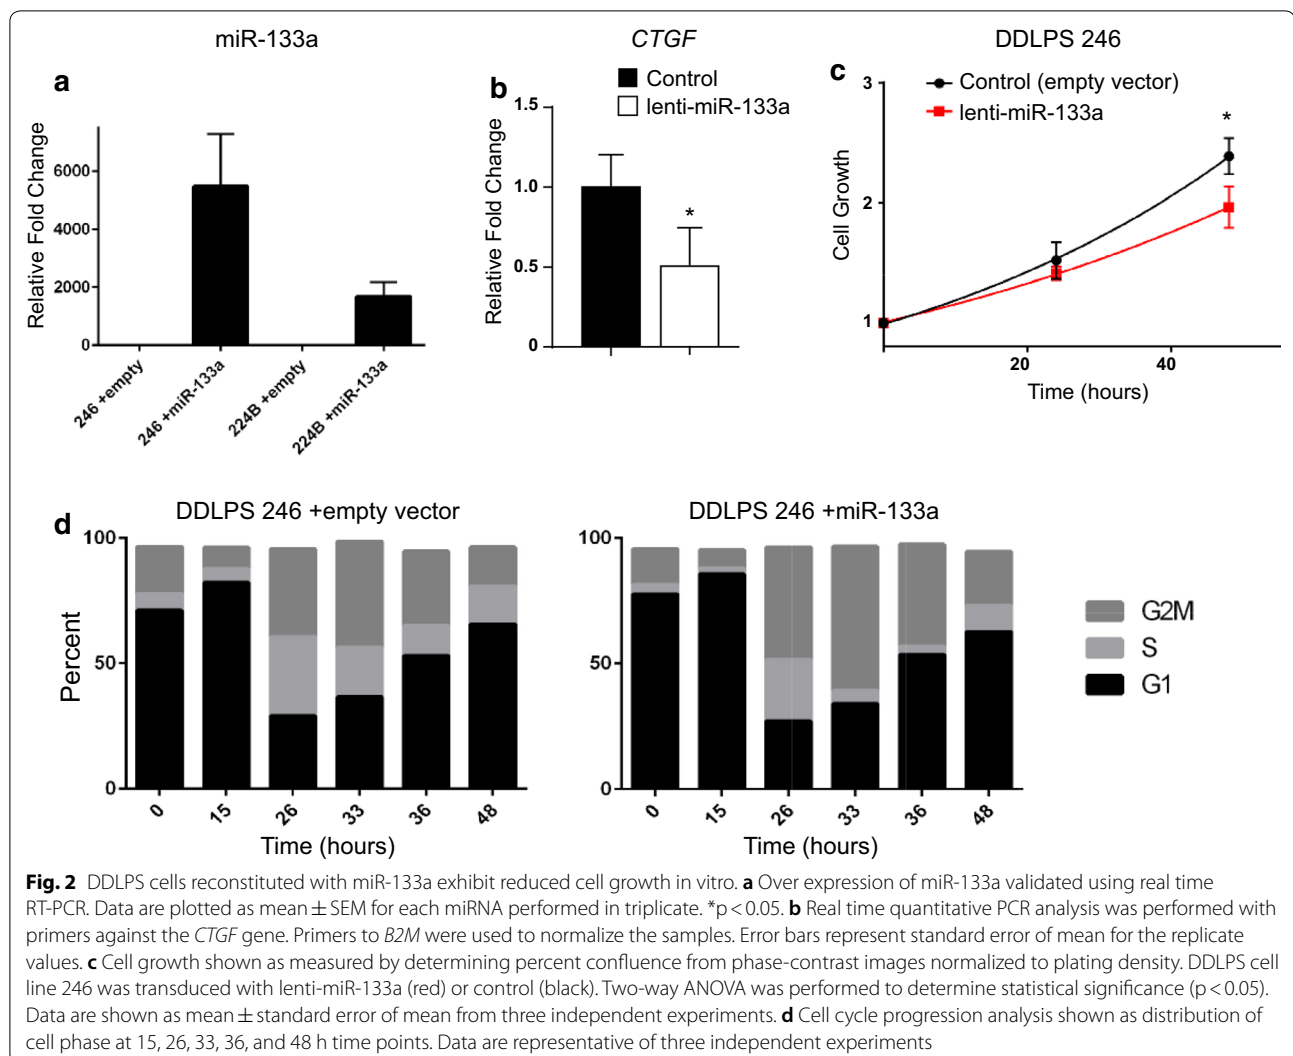 miR-133a
a
Relative Fold Change
6000
4000
2000
0
246 +empty
246 +miR-133a
224B +empty
224B +miR-133a
CTGF
b
Control
lenti-miR-133a
Relative Fold Change
1.5
1.0
0.5
0
*
DDLPS 246
c
Control (empty vector)
lenti-miR-133a
Cell Growth
3
2
1
*
20
40
Time (hours)
d
DDLPS 246 +empty vector
Percent
100
50
0
0
15
26
33
36
48
Time (hours)
DDLPS 246 +miR-133a
100
50
0
0
15
26
33
36
48
Time (hours)
G2M
S
G1
Fig. 2 DDLPS cells reconstituted with miR-133a exhibit reduced cell growth in vitro. a Over expression of miR-133a validated using real time
RT-PCR. Data are plotted as mean ± SEM for each miRNA performed in triplicate. *p < 0.05. b Real time quantitative PCR analysis was performed with
primers against the CTGF gene. Primers to B2M were used to normalize the samples. Error bars represent standard error of mean for the replicate
values. c Cell growth shown as measured by determining percent confluence from phase-contrast images normalized to plating density. DDLPS cell
line 246 was transduced with lenti-miR-133a (red) or control (black). Two-way ANOVA was performed to determine statistical significance (p < 0.05).
Data are shown as mean ± standard error of mean from three independent experiments. d Cell cycle progression analysis shown as distribution of
cell phase at 15, 26, 33, 36, and 48 h time points. Data are representative of three independent experiments